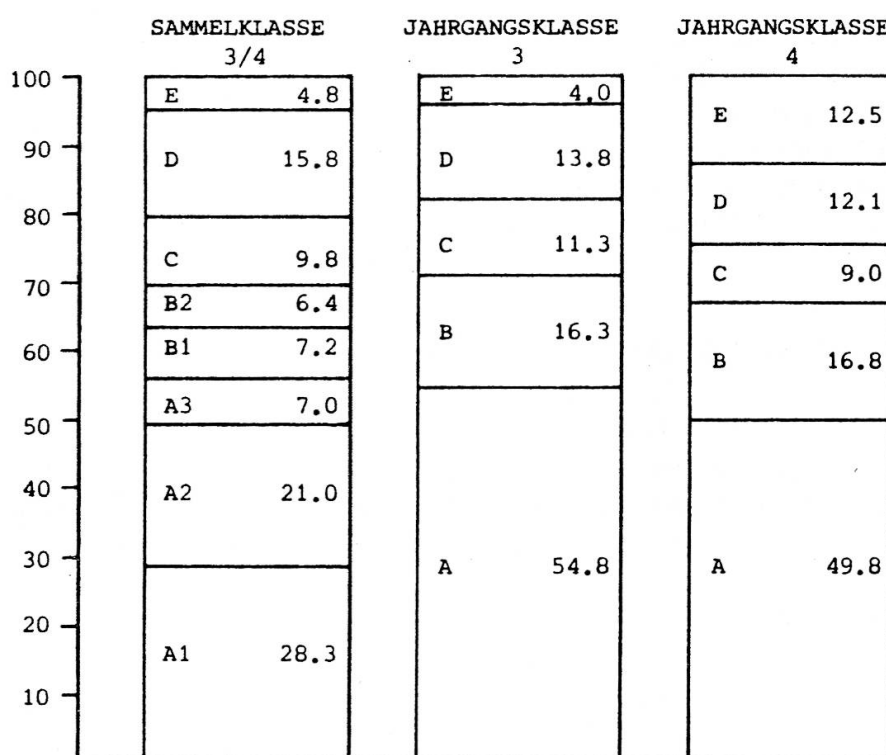 SAMMELKLASSE JAHRGANGSKLASSE JAHRGANGSKLASSE
3/4 3 4
100
90
80
70
60
50
40
30
20
10
E 4.8
D 15.8
C 9.8
B2 6.4
B1 7.2
A3 7.0
A2 21.0
A1 28.3
E 4.0
D 13.8
C 11.3
B 16.3
A 54.8
E 12.5
D 12.1
C 9.0
B 16.8
A 49.8